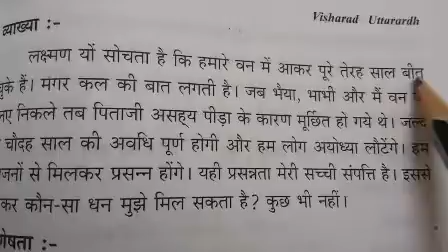 Visharad Uttarardh
व्याख्या :-
लक्ष्मण यों सोचता है कि हमारे वन में आकर पूरे तेरह साल बीत
चुके हैं। मगर कल की बात लगती है। जब भैया, भाभी और मैं वन
निकले तब पिताजी असह्य पीड़ा के कारण मूर्छित हो गये थे। जल्द
चौदह साल की अवधि पूर्ण होगी और हम लोग अयोध्या लौटेंगे। हम
जनों से मिलकर प्रसन्न होंगे। यही प्रसन्नता मेरी सच्ची संपत्ति है। इससे
कर कौन-सा धन मुझे मिल सकता है? कुछ भी नहीं।